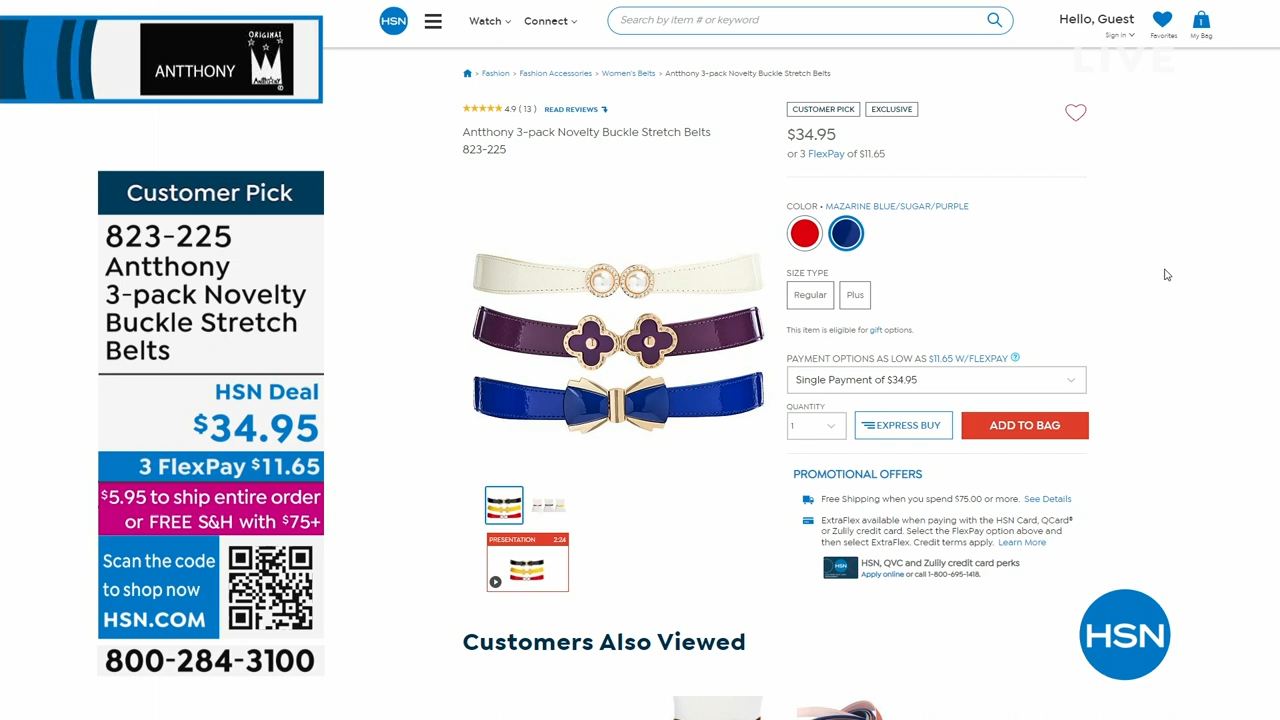 ORIGINAL
ANTTHONY
Customer Pick
823-225
Antthony
3-pack Novelty
Buckle Stretch
Belts
HSN Deal
$34.95
3 FlexPay $11.65
$5.95 to ship entire order
or FREE S&H with $75+
Scan the code
to shop now
HSN.COM
800-284-3100
HSN
Watch
Connect
Search by item # or keyword
Hello, Guest
Sign In
Favorites
1
My Bag
LIVE
> Fashion > Fashion Accessories > Women's Belts > Antthony 3-pack Novelty Buckle Stretch Belts
4.9 ( 13 ) READ REVIEWS
Antthony 3-pack Novelty Buckle Stretch Belts
823-225
CUSTOMER PICK
EXCLUSIVE
$34.95
or 3 FlexPay of $11.65
COLOR • MAZARINE BLUE/SUGAR/PURPLE
SIZE TYPE
Regular
Plus
This item is eligible for gift options.
PAYMENT OPTIONS AS LOW AS $11.65 W/FLEXPAY ?
Single Payment of $34.95
QUANTITY
1
EXPRESS BUY
ADD TO BAG
PROMOTIONAL OFFERS
Free Shipping when you spend $75.00 or more. See Details
ExtraFlex available when paying with the HSN Card, QCard®
or Zulily credit card. Select the FlexPay option above and
then select ExtraFlex. Credit terms apply. Learn More
HSN, QVC and Zulily credit card perks
Apply online or call 1-800-695-1418.
PRESENTATION 2:24
Customers Also Viewed
HSN